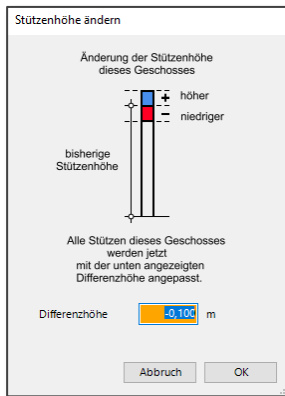 Stützenhöhe ändern
Änderung der Stützenhöhe
dieses Geschosses
+ höher
− niedriger
bisherige
Stützenhöhe
Alle Stützen dieses Geschosses
werden jetzt
mit der unten angezeigten
Differenzhöhe angepasst.
Differenzhöhe -0,100 m
Abbruch OK